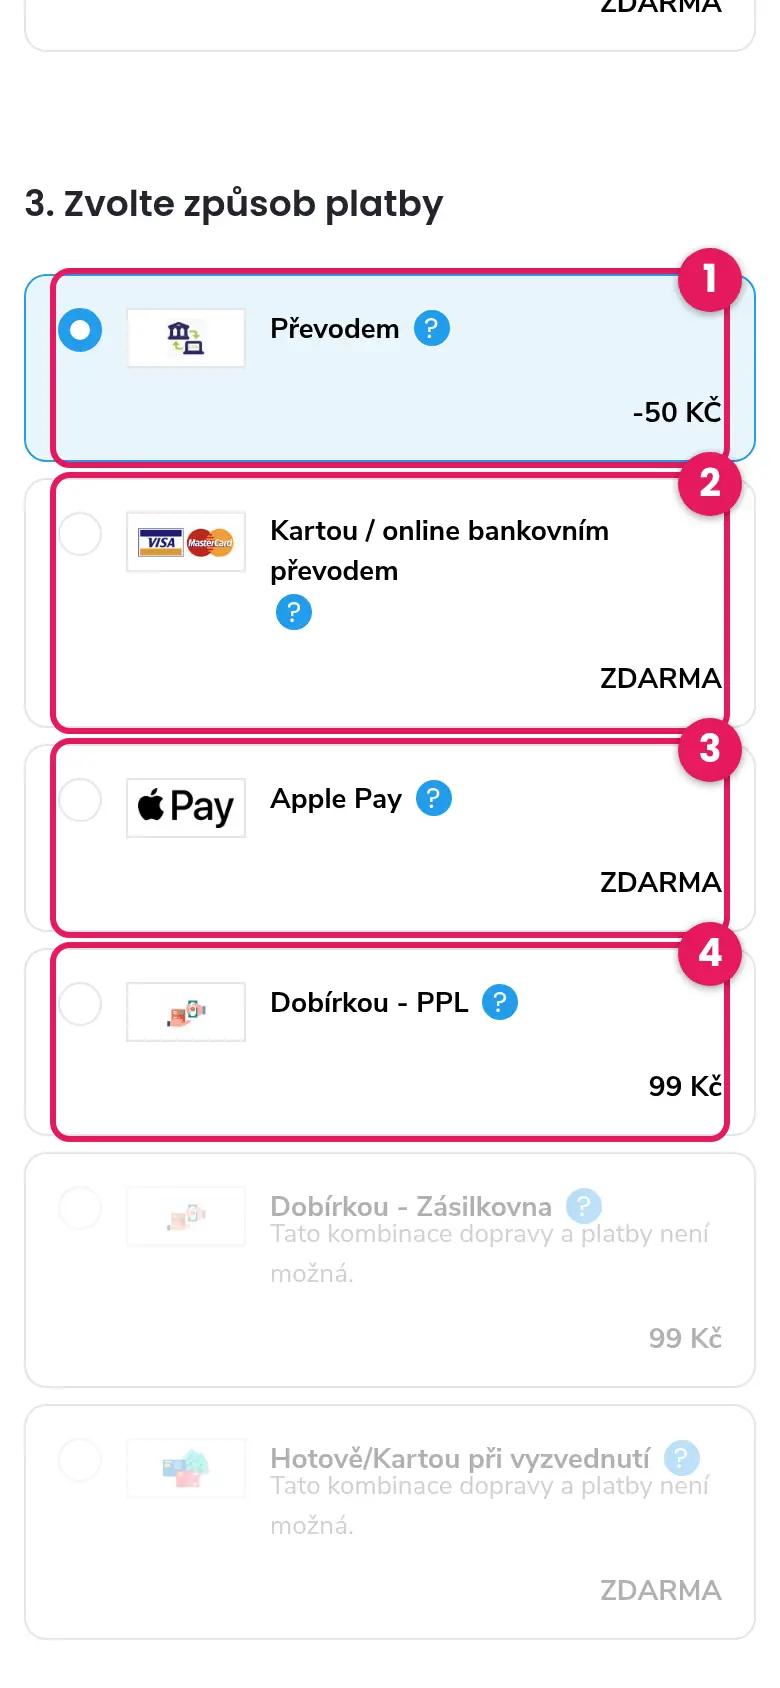 ZDARMA
3. Zvolte způsob platby
1
Převodem ?
-50 KČ
2
VISA MasterCard
Kartou / online bankovním
převodem
?
ZDARMA
3
Pay
Apple Pay ?
ZDARMA
4
Dobírkou - PPL ?
99 Kč
Dobírkou - Zásilkovna ?
Tato kombinace dopravy a platby není
možná.
99 Kč
Hotově/Kartou při vyzvednutí ?
Tato kombinace dopravy a platby není
možná.
ZDARMA